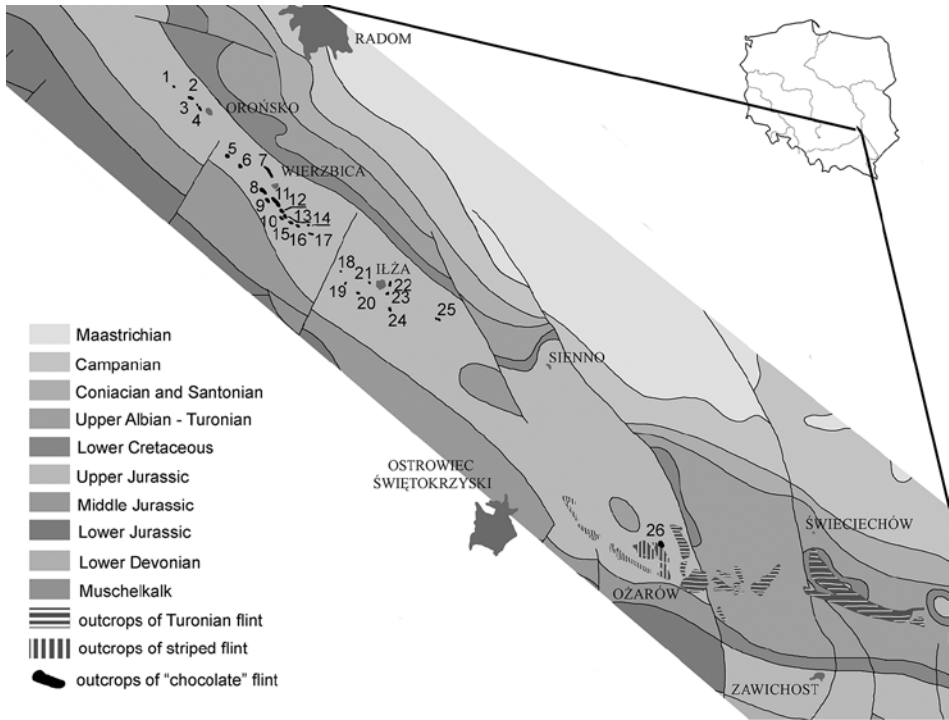 RADOM
1
2
3
4
OROŃSKO
5
6
7
WIERZBICA
8
11
9
12
10
13
14
15
16
17
18
21
IŁŻA
22
19
20
23
24
25
SIENNO
Maastrichian
Campanian
Coniacian and Santonian
Upper Albian - Turonian
Lower Cretaceous
Upper Jurassic
Middle Jurassic
Lower Jurassic
Lower Devonian
Muschelkalk
outcrops of Turonian flint
outcrops of striped flint
outcrops of "chocolate" flint
OSTROWIEC
ŚWIĘTOKRZYSKI
26
ŚWIECIECHÓW
OŻARÓW
ZAWICHOST